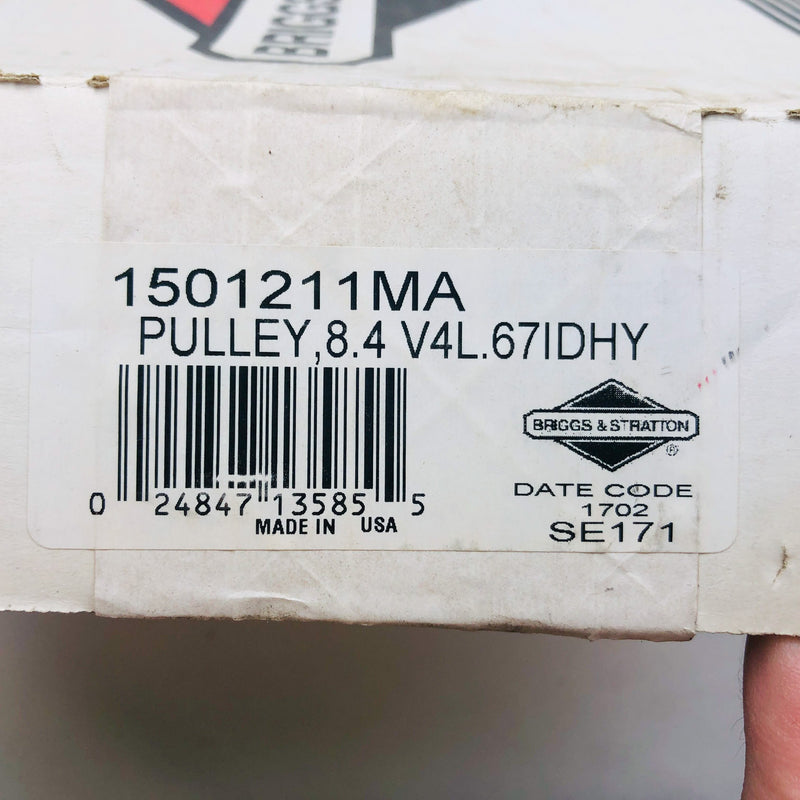 BRIGGS
1501211MA
PULLEY,8.4 V4L.67IDHY
0 24847 13585 5
MADE IN USA
BRIGGS & STRATTON
®
DATE CODE
1702
SE171